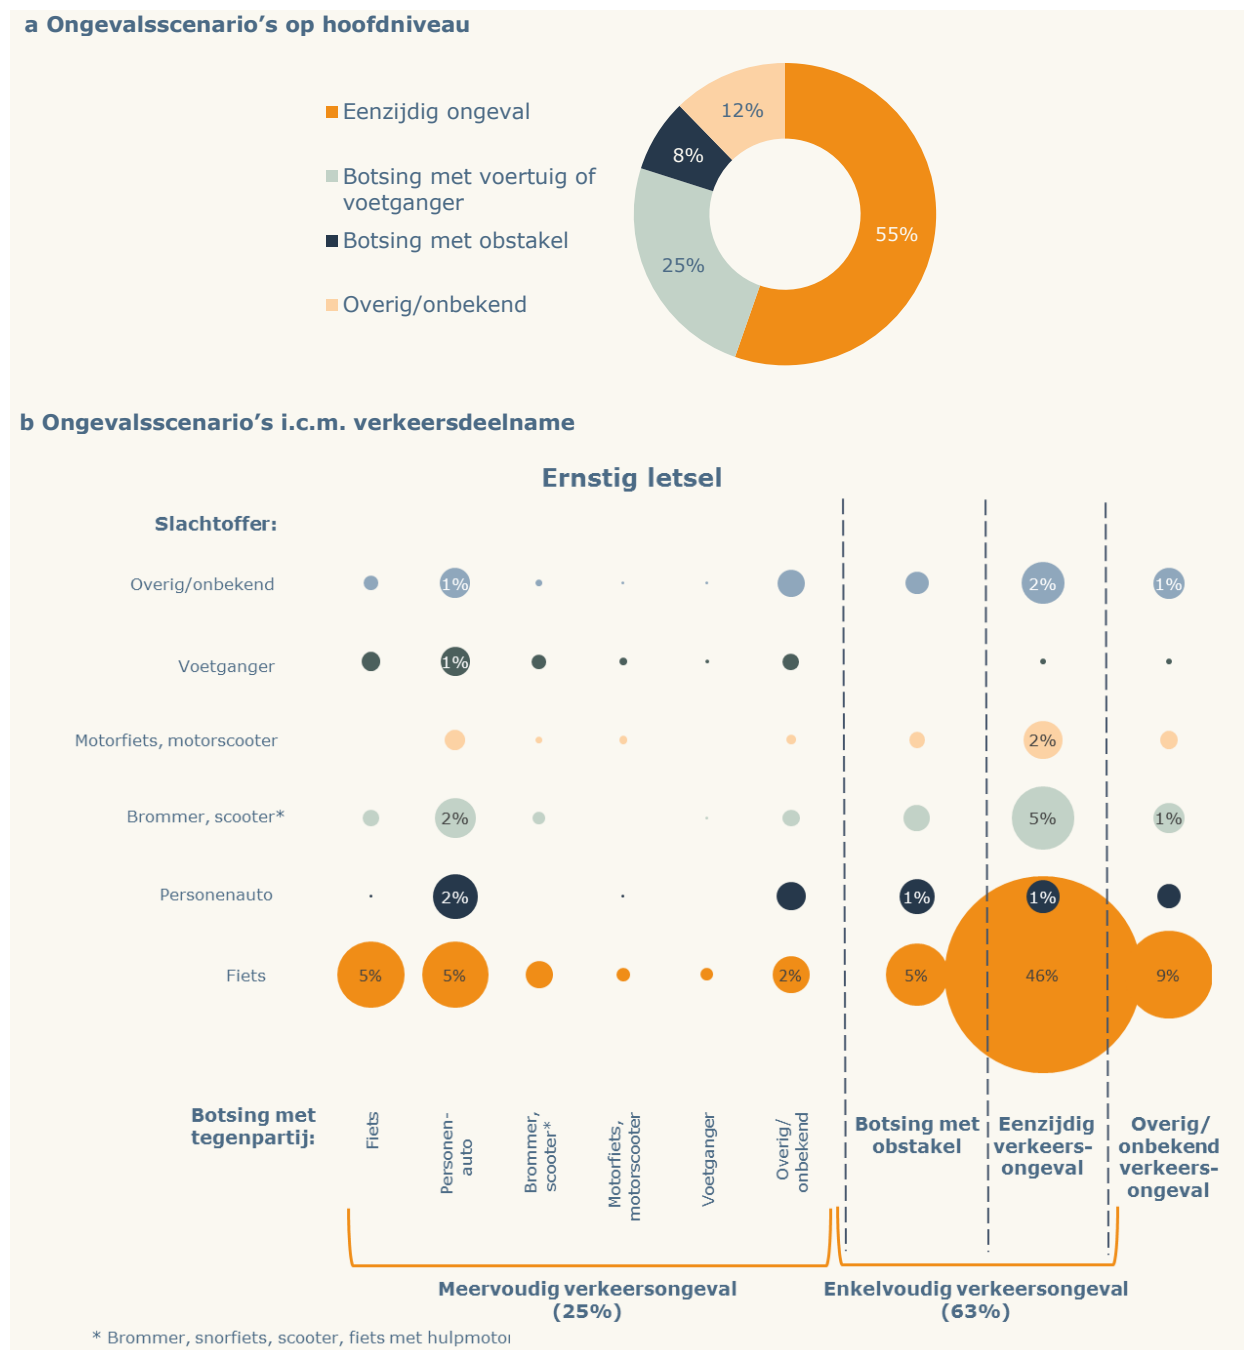 a Ongevalsscenario’s op hoofdniveau
Eenzijdig ongeval
Botsing met voertuig of
voetganger
Botsing met obstakel
Overig/onbekend
12%
8%
55%
25%
b Ongevalsscenario’s i.c.m. verkeersdeelname
Ernstig letsel
Slachtoffer:
Overig/onbekend
1%
2%
1%
Voetganger
1%
Motorfiets, motorscooter
2%
Brommer, scooter*
2%
5%
1%
Personenauto
2%
1%
1%
Fiets
5%
5%
2%
5%
46%
9%
Botsing met
tegenpartij:
Fiets
Personen-
auto
Brommer,
scooter*
Motorfiets,
motorscooter
Voetganger
Overig/
onbekend
Botsing met
obstakel
Eenzijdig
verkeers-
ongeval
Overig/
onbekend
verkeers-
ongeval
Meervoudig verkeersongeval
(25%)
Enkelvoudig verkeersongeval
(63%)
* Brommer, snorfiets, scooter, fiets met hulpmotor